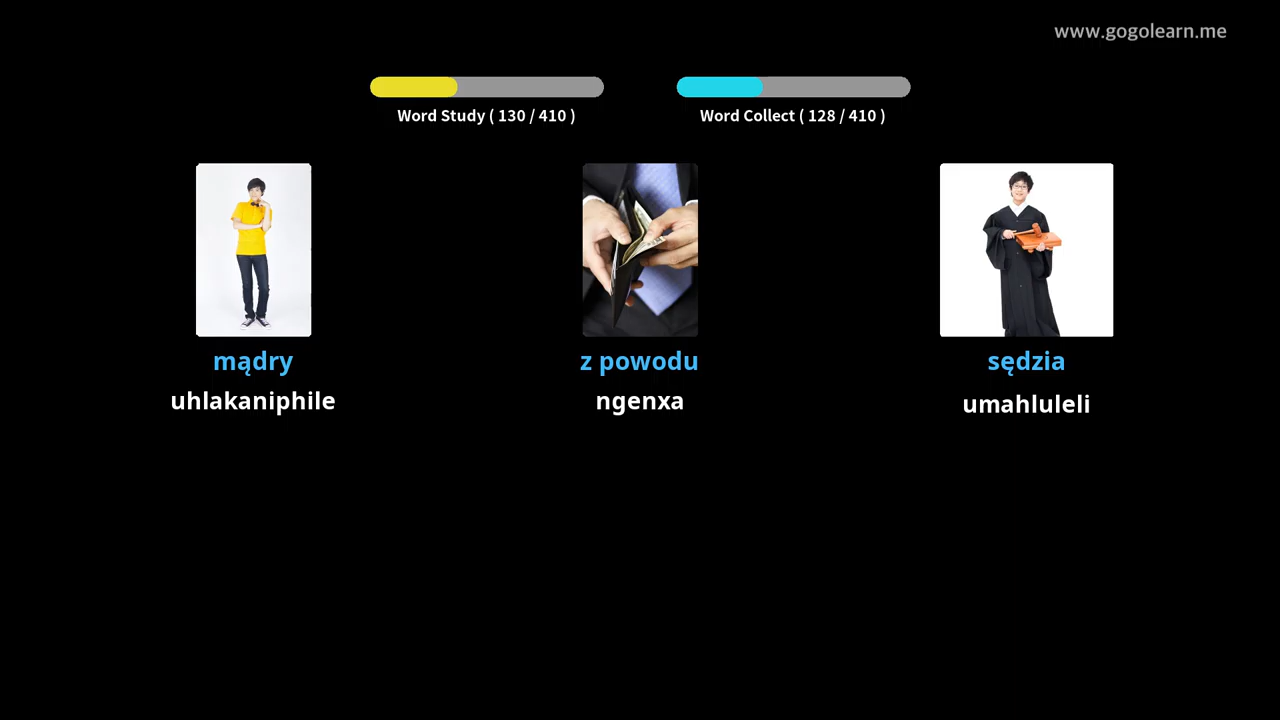 www.gogolearn.me
Word Study ( 130 / 410 )
Word Collect ( 128 / 410 )
mądry
z powodu
sędzia
uhlakaniphile
ngenxa
umahluleli